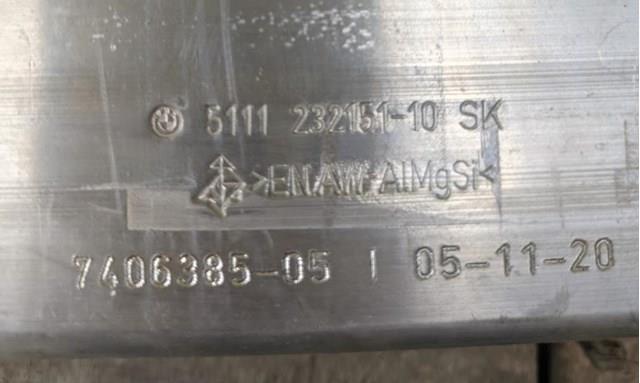 5111 232151-10 SK
>EN AW-AlMgSi<
7406385-05 | 05-11-20